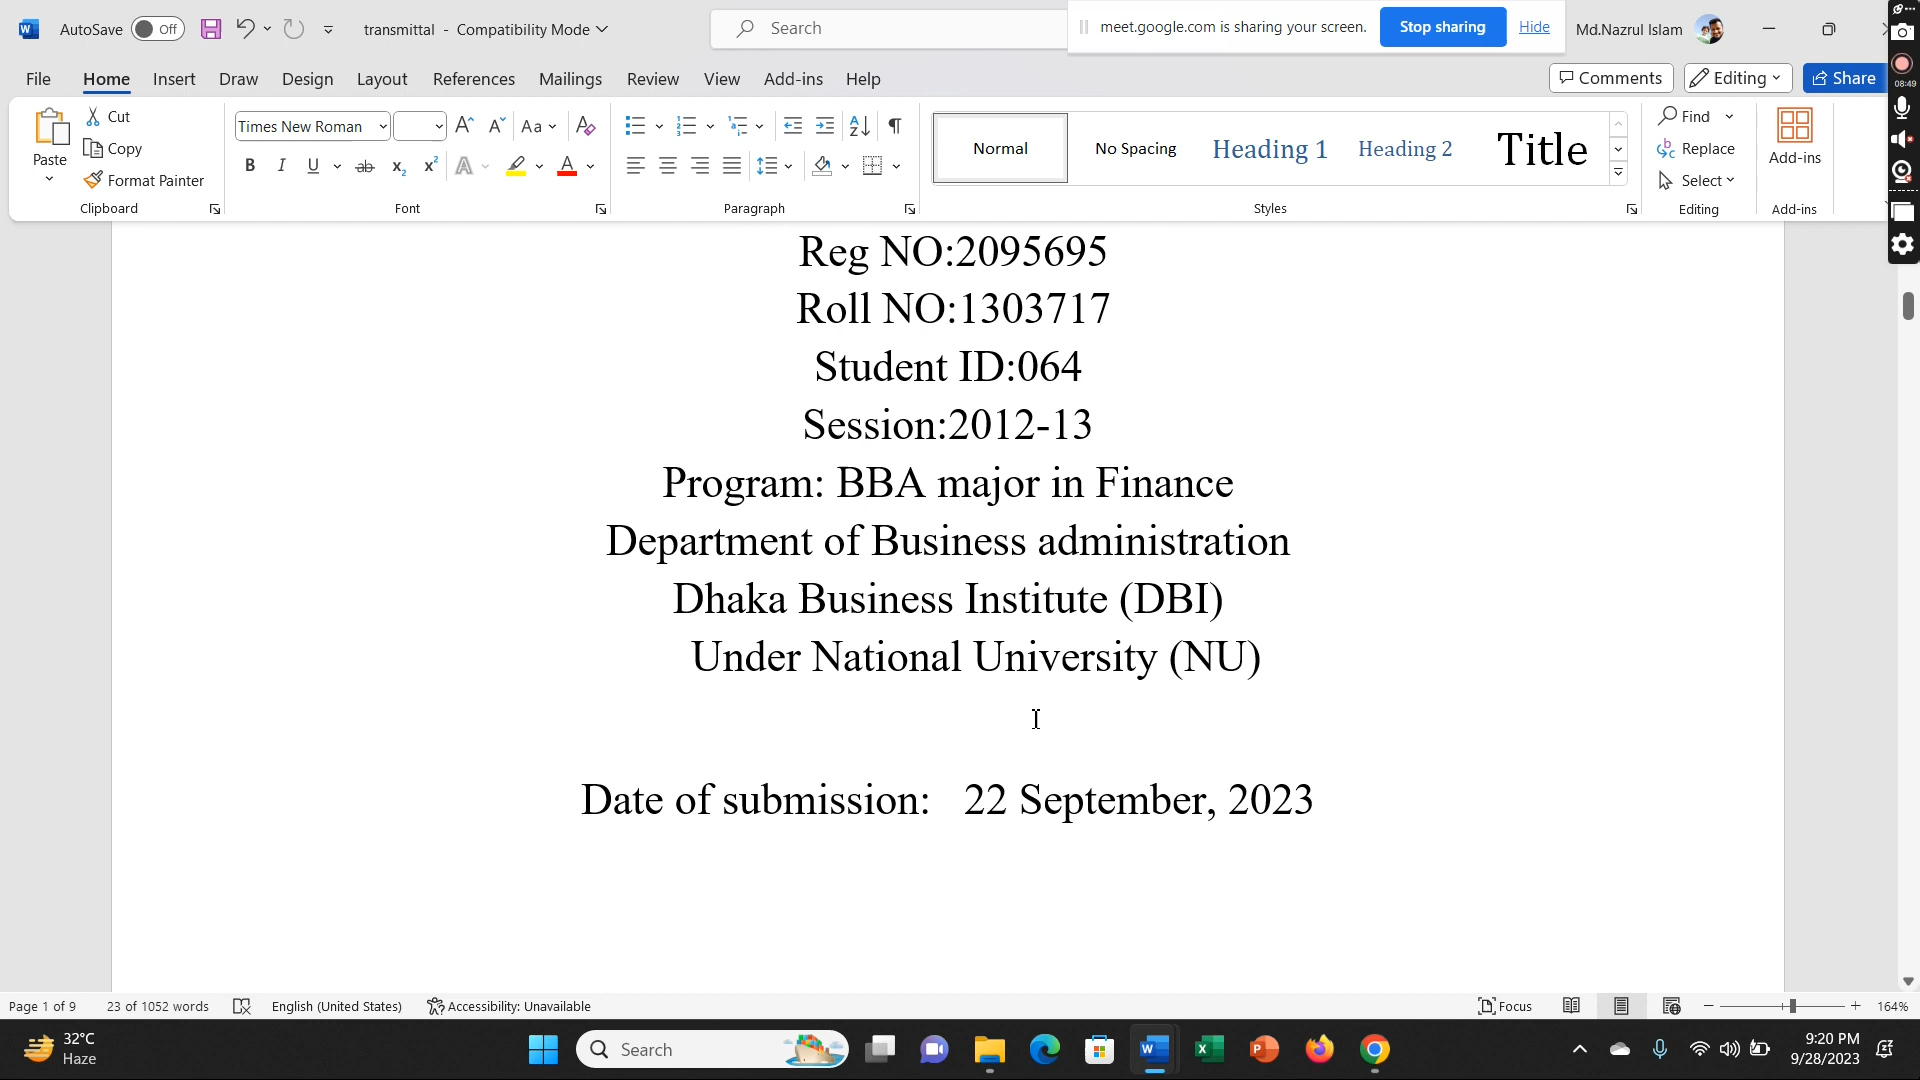 AutoSave Off transmittal - Compatibility Mode Search meet.google.com is sharing your screen. Stop sharing Hide Md.Nazrul Islam
File Home Insert Draw Design Layout References Mailings Review View Add-ins Help Comments Editing Share
08:49
Paste Cut Copy Format Painter
Times New Roman
Aa
B I U ab x₂ x² A A
Normal No Spacing Heading 1 Heading 2 Title
Find Replace Select
Add-ins
Clipboard Font Paragraph Styles Editing Add-ins
Reg NO:2095695
Roll NO:1303717
Student ID:064
Session:2012-13
Program: BBA major in Finance
Department of Business administration
Dhaka Business Institute (DBI)
Under National University (NU)
Date of submission: 22 September, 2023
Page 1 of 9 23 of 1052 words English (United States) Accessibility: Unavailable Focus 164%
32°C
Haze
Search
9:20 PM
9/28/2023